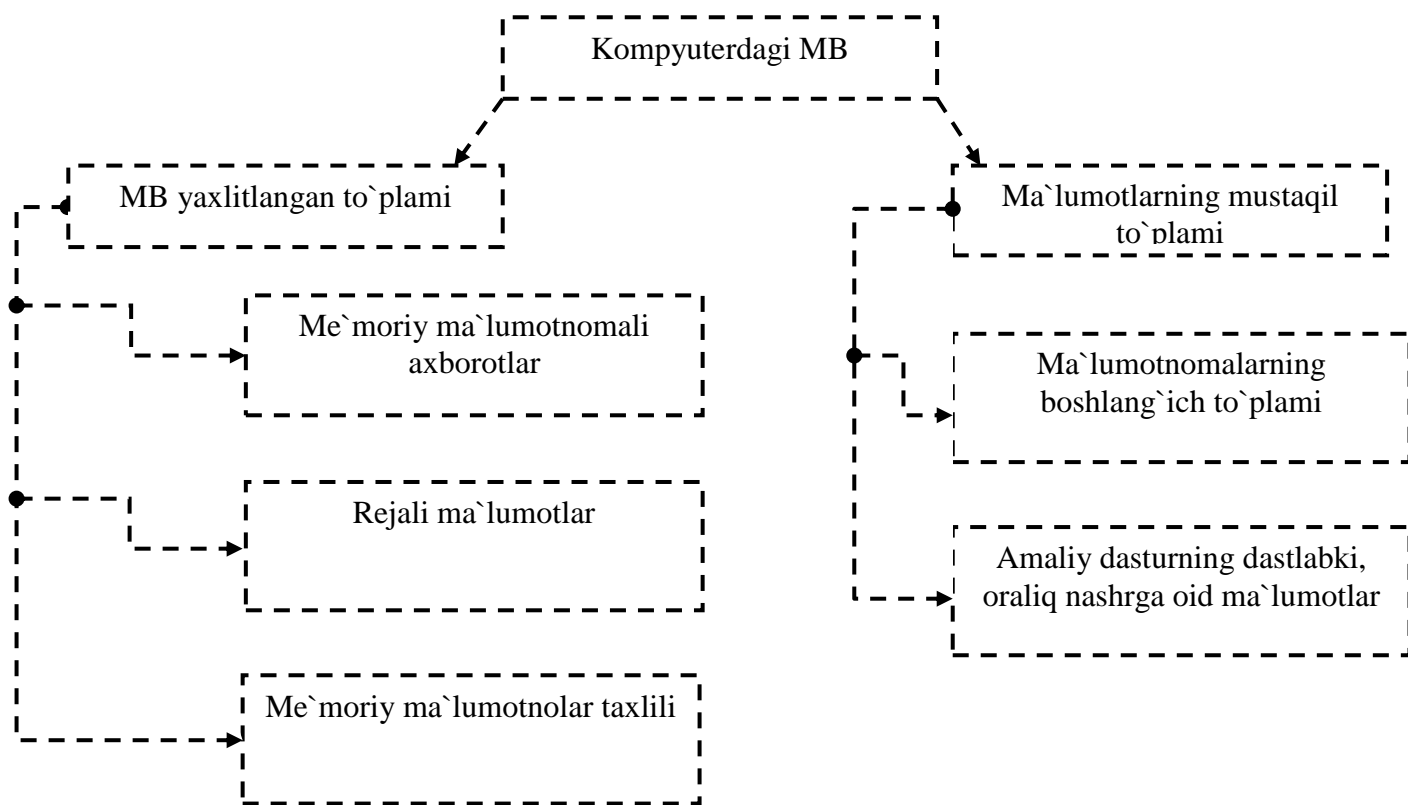 Kompyuterdagi MB
MB yaxlitlangan to`plami
Ma`lumotlarning mustaqil
to`plami
Me`moriy ma`lumotnomali
axborotlar
Ma`lumotnomalarning
boshlang`ich to`plami
Rejali ma`lumotlar
Amaliy dasturning dastlabki,
oraliq nashrga oid ma`lumotlar
Me`moriy ma`lumotnolar taxlili